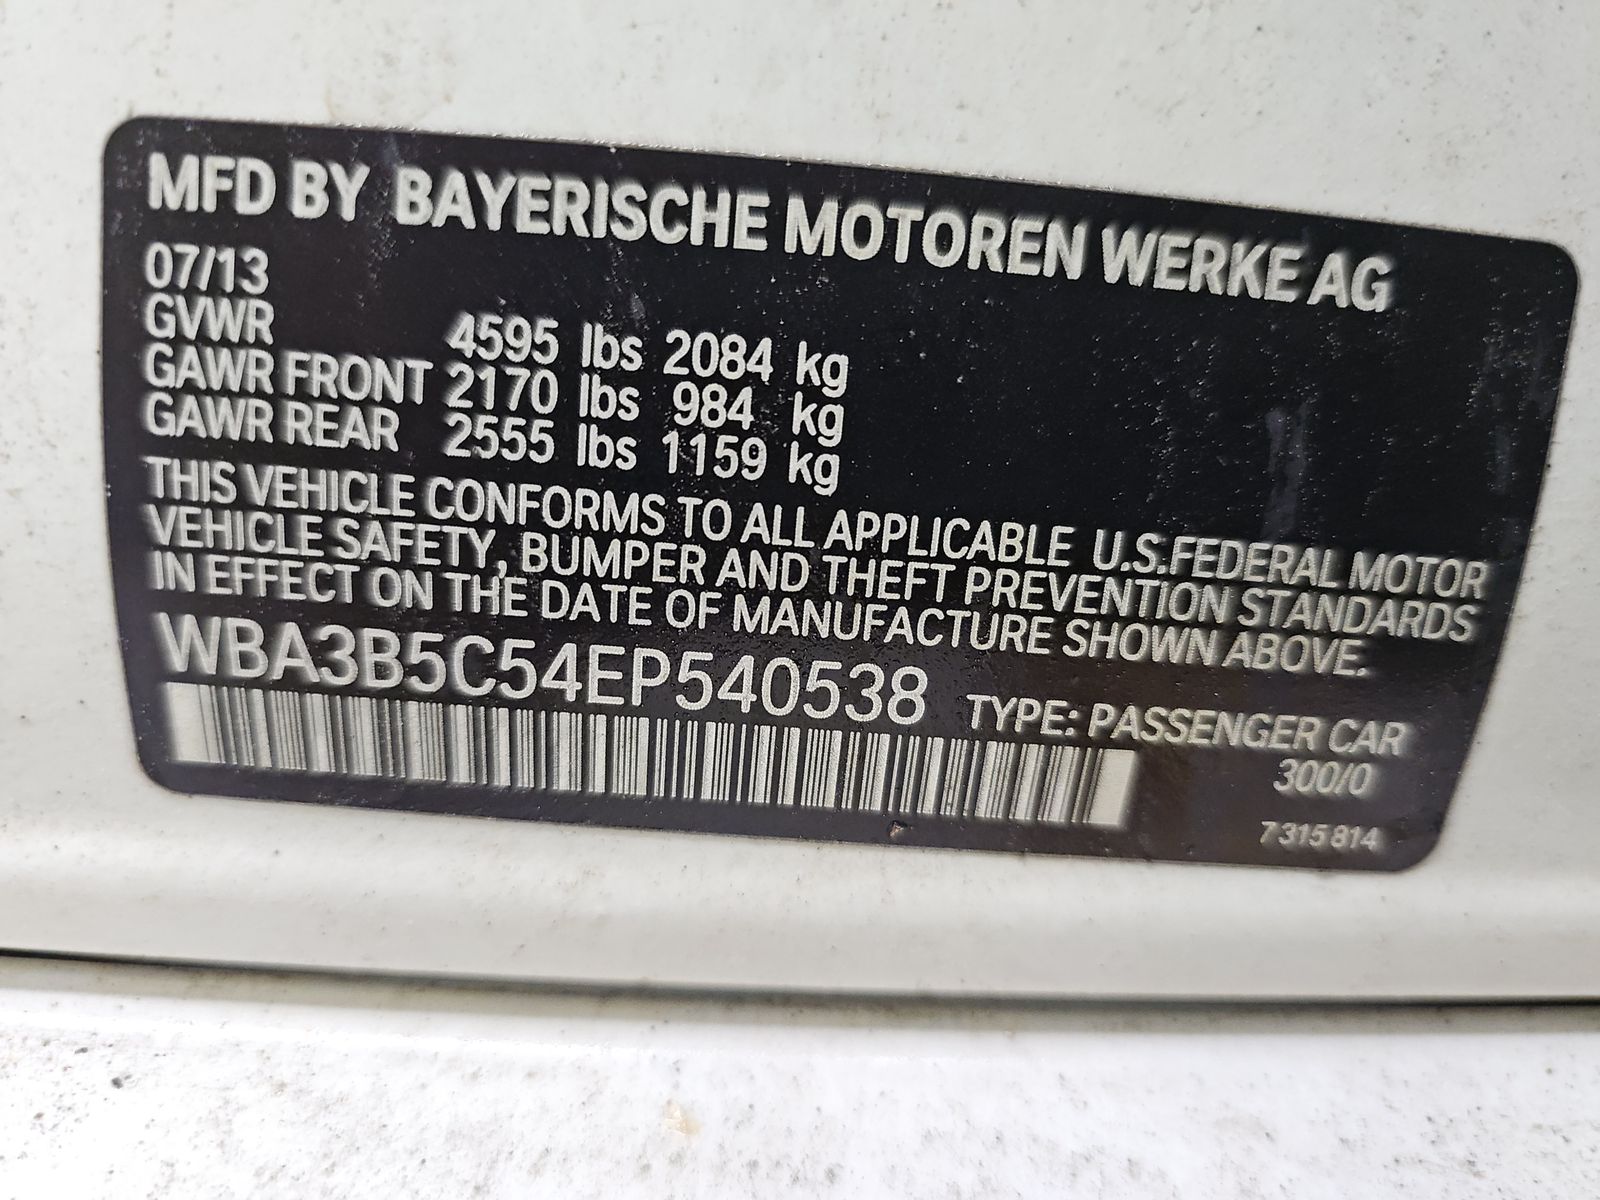 MFD BY BAYERISCHE MOTOREN WERKE AG
07/13
GVWR 4595 lbs 2084 kg
GAWR FRONT 2170 lbs 984 kg
GAWR REAR 2555 lbs 1159 kg
THIS VEHICLE CONFORMS TO ALL APPLICABLE U.S.FEDERAL MOTOR
VEHICLE SAFETY, BUMPER AND THEFT PREVENTION STANDARDS
IN EFFECT ON THE DATE OF MANUFACTURE SHOWN ABOVE.
WBA3B5C54EP540538 TYPE: PASSENGER CAR
300/0
7 315 814